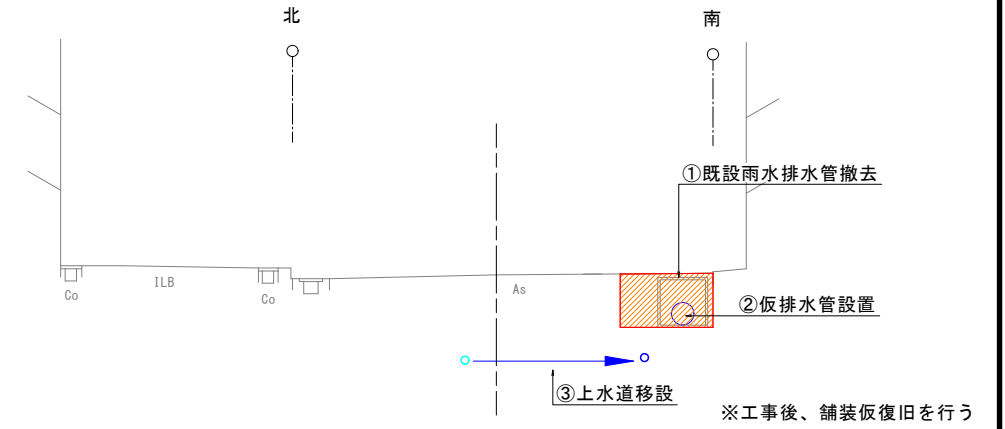 北
南
①既設雨水排水管撤去
ILB
Co
Co
As
②仮排水管設置
③上水道移設
※工事後、舗装仮復旧を行う